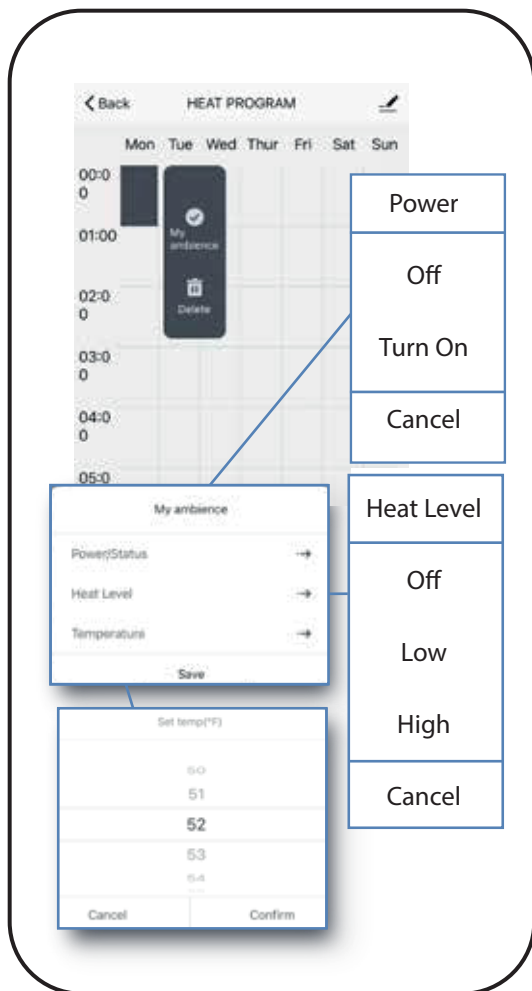 Back HEAT PROGRAM
Mon Tue Wed Thur Fri Sat Sun
00:0
0
01:00
My
ambience
02:0
0
Delete
03:0
0
04:0
0
05:0
Power
Off
Turn On
Cancel
My ambience
Power/Status
Heat Level
Temperature
Save
Heat Level
Off
Low
High
Cancel
Set temp(°F)
50
51
52
53
54
Cancel Confirm